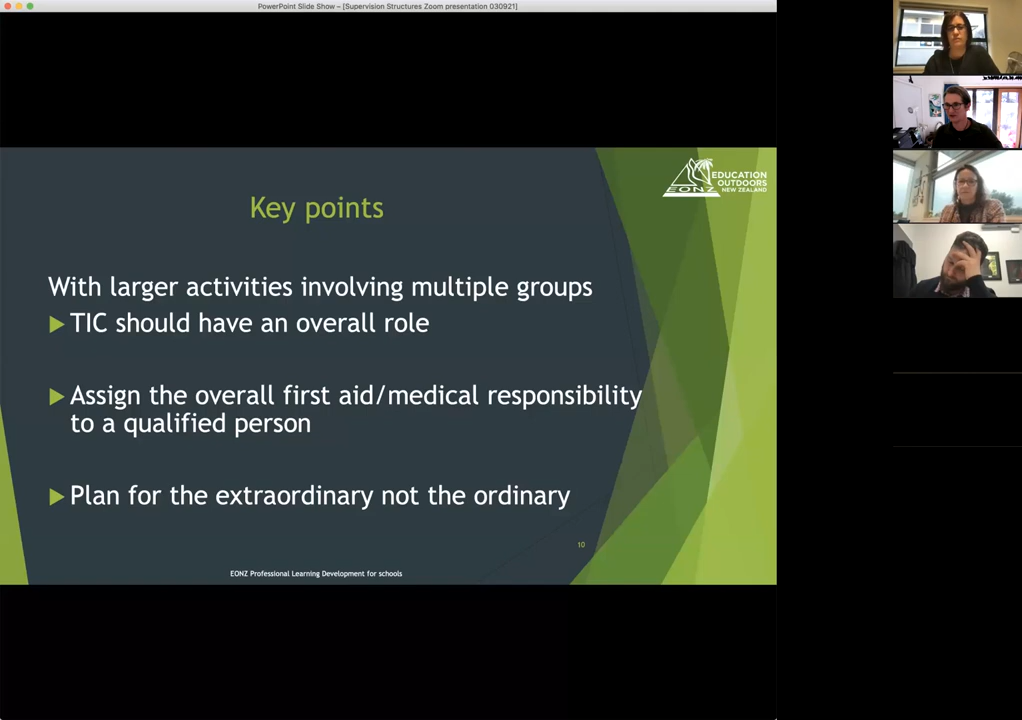 PowerPoint Slide Show – [Supervision Structures Zoom presentation 030921]
EONZ
EDUCATION
OUTDOORS
NEW ZEALAND
Key points
With larger activities involving multiple groups
TIC should have an overall role
Assign the overall first aid/medical responsibility
to a qualified person
Plan for the extraordinary not the ordinary
10
EONZ Professional Learning Development for schools